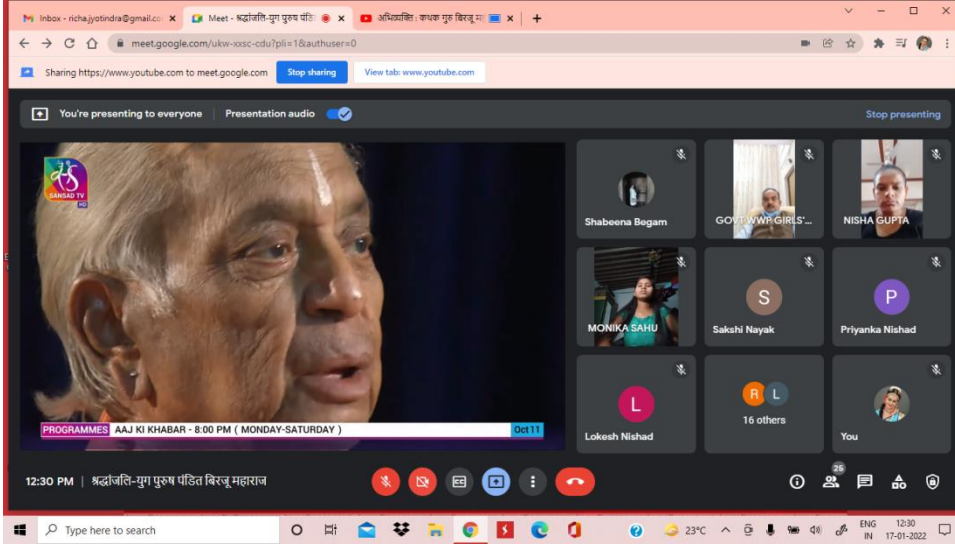 Inbox - richa.jyotindra@gmail.co
Meet - श्रद्धांजलि-युग पुरुष पंडि
अभिव्यक्ति : कथक गुरु बिरजू म
meet.google.com/ukw-xxsc-cdu?pli=1&authuser=0
Sharing https://www.youtube.com to meet.google.com Stop sharing View tab: www.youtube.com
You're presenting to everyone Presentation audio Stop presenting
SANSAD TV
HD
Shabeena Begam
GOVT WWP GIRLS'...
NISHA GUPTA
MONIKA SAHU
S
Sakshi Nayak
P
Priyanka Nishad
L
Lokesh Nishad
R L
16 others
You
PROGRAMMES AAJ KI KHABAR - 8:00 PM ( MONDAY-SATURDAY ) Oct 11
12:30 PM | श्रद्धांजलि-युग पुरुष पंडित बिरजू महाराज
CC
26
Type here to search
23°C
ENG
IN
12:30
17-01-2022